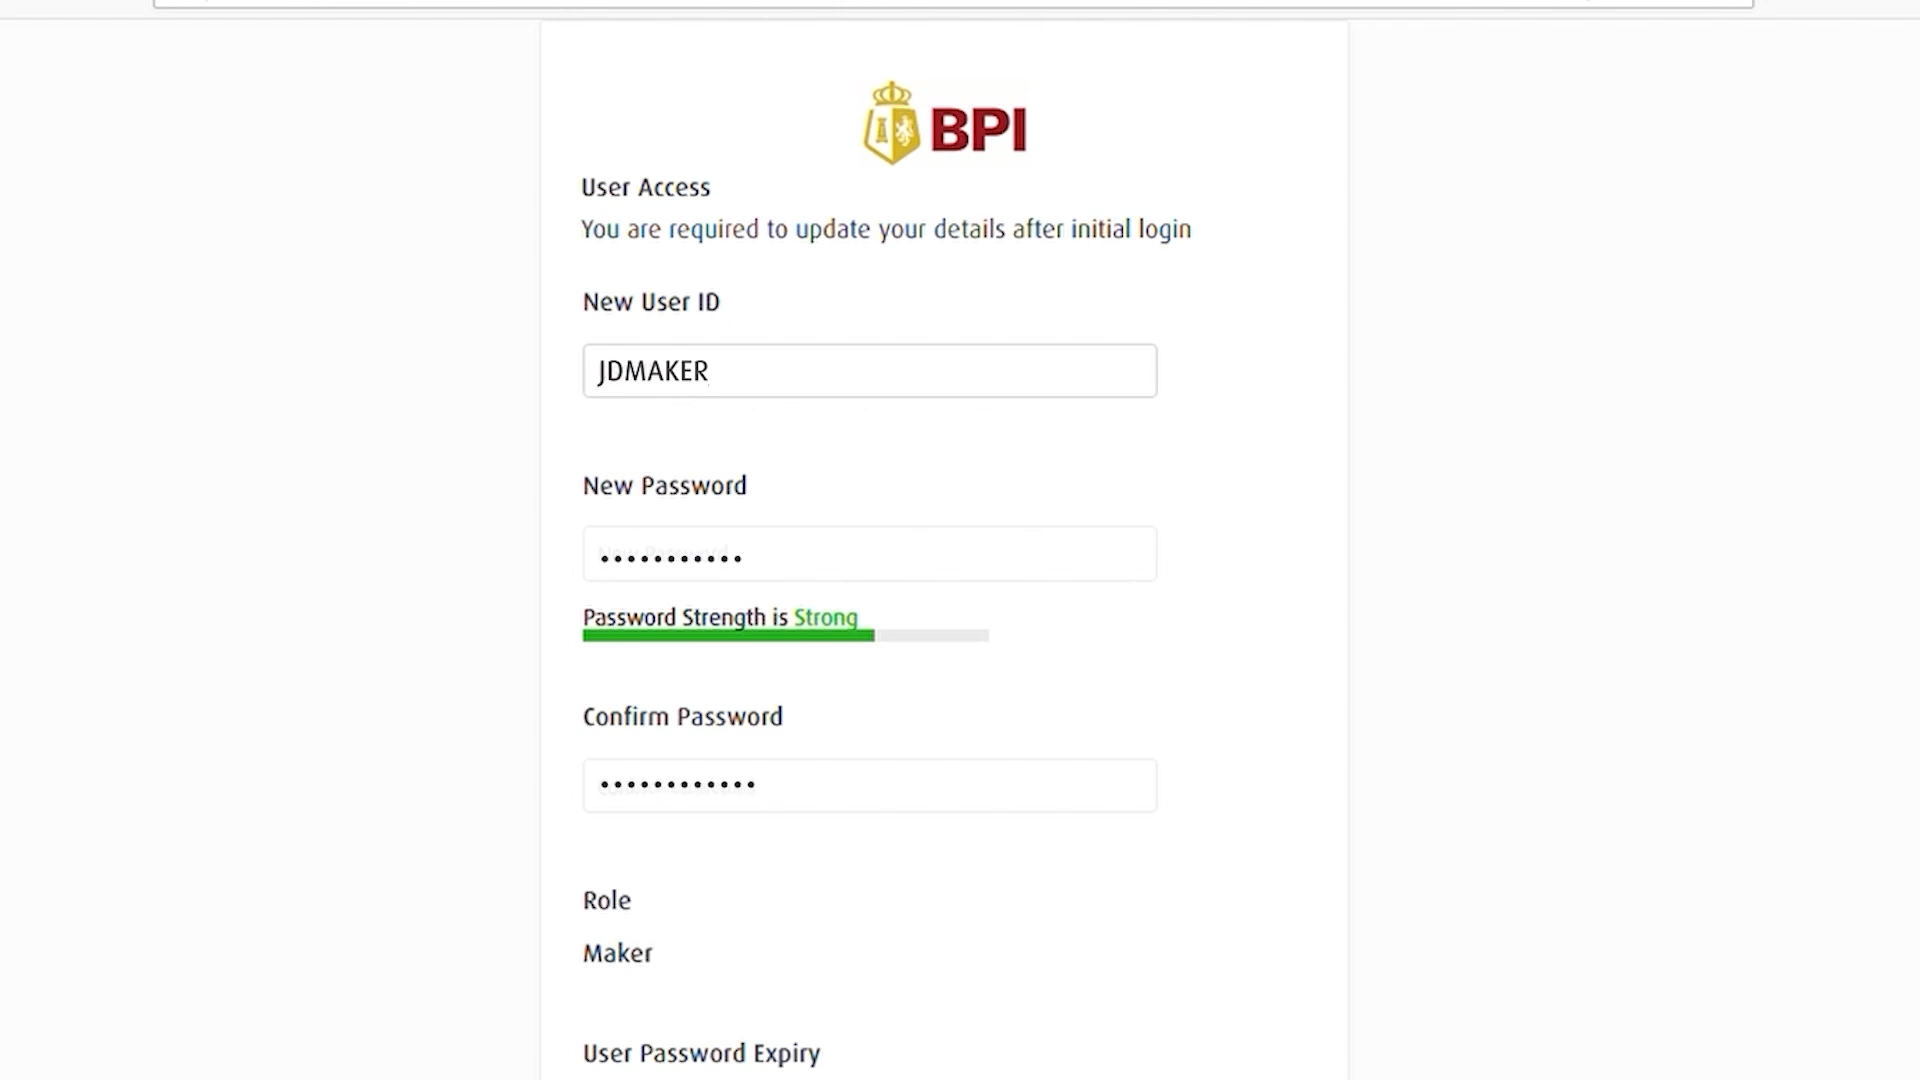 BPI
User Access
You are required to update your details after initial login
New User ID
JDMAKER
New Password
•••••••••••
Password Strength is Strong
Confirm Password
••••••••••••
Role
Maker
User Password Expiry